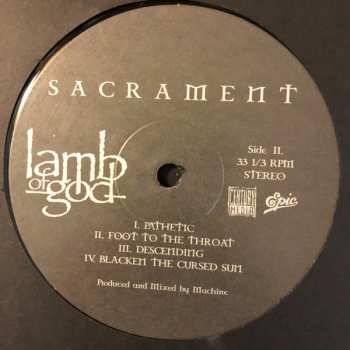 SACRAMENT
lamb
of
god
Side II.
33 1/3 RPM
STEREO
CENTURY
MEDIA
Epic
I. PATHETIC
II. FOOT TO THE THROAT
III. DESCENDING
IV. BLACKEN THE CURSED SUN
Produced and Mixed by Machine